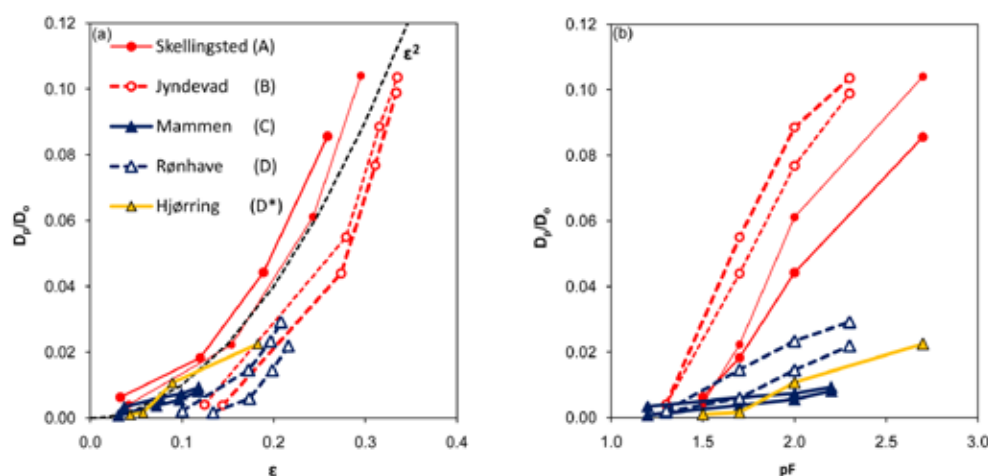 (a)
Skellingsted (A)
Jyndevad (B)
Mammen (C)
Rønhave (D)
Hjørring (D*)
ε²
0.12
0.10
0.08
0.06
0.04
0.02
0.00
Dp/Do
0.0
0.1
0.2
0.3
0.4
ε
(b)
0.12
0.10
0.08
0.06
0.04
0.02
0.00
Dp/Do
1.0
1.5
2.0
2.5
3.0
pF